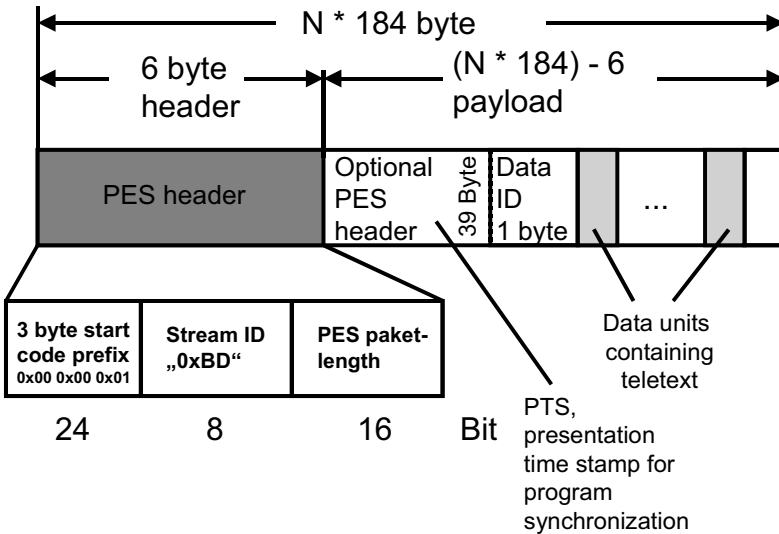 N * 184 byte
6 byte
header
(N * 184) - 6
payload
PES header
Optional
PES
header
39 Byte
Data
ID
1 byte
...
3 byte start
code prefix
0x00 0x00 0x01
Stream ID
„0xBD“
PES paket-
length
Data units
containing
teletext
24
8
16
Bit
PTS,
presentation
time stamp for
program
synchronization